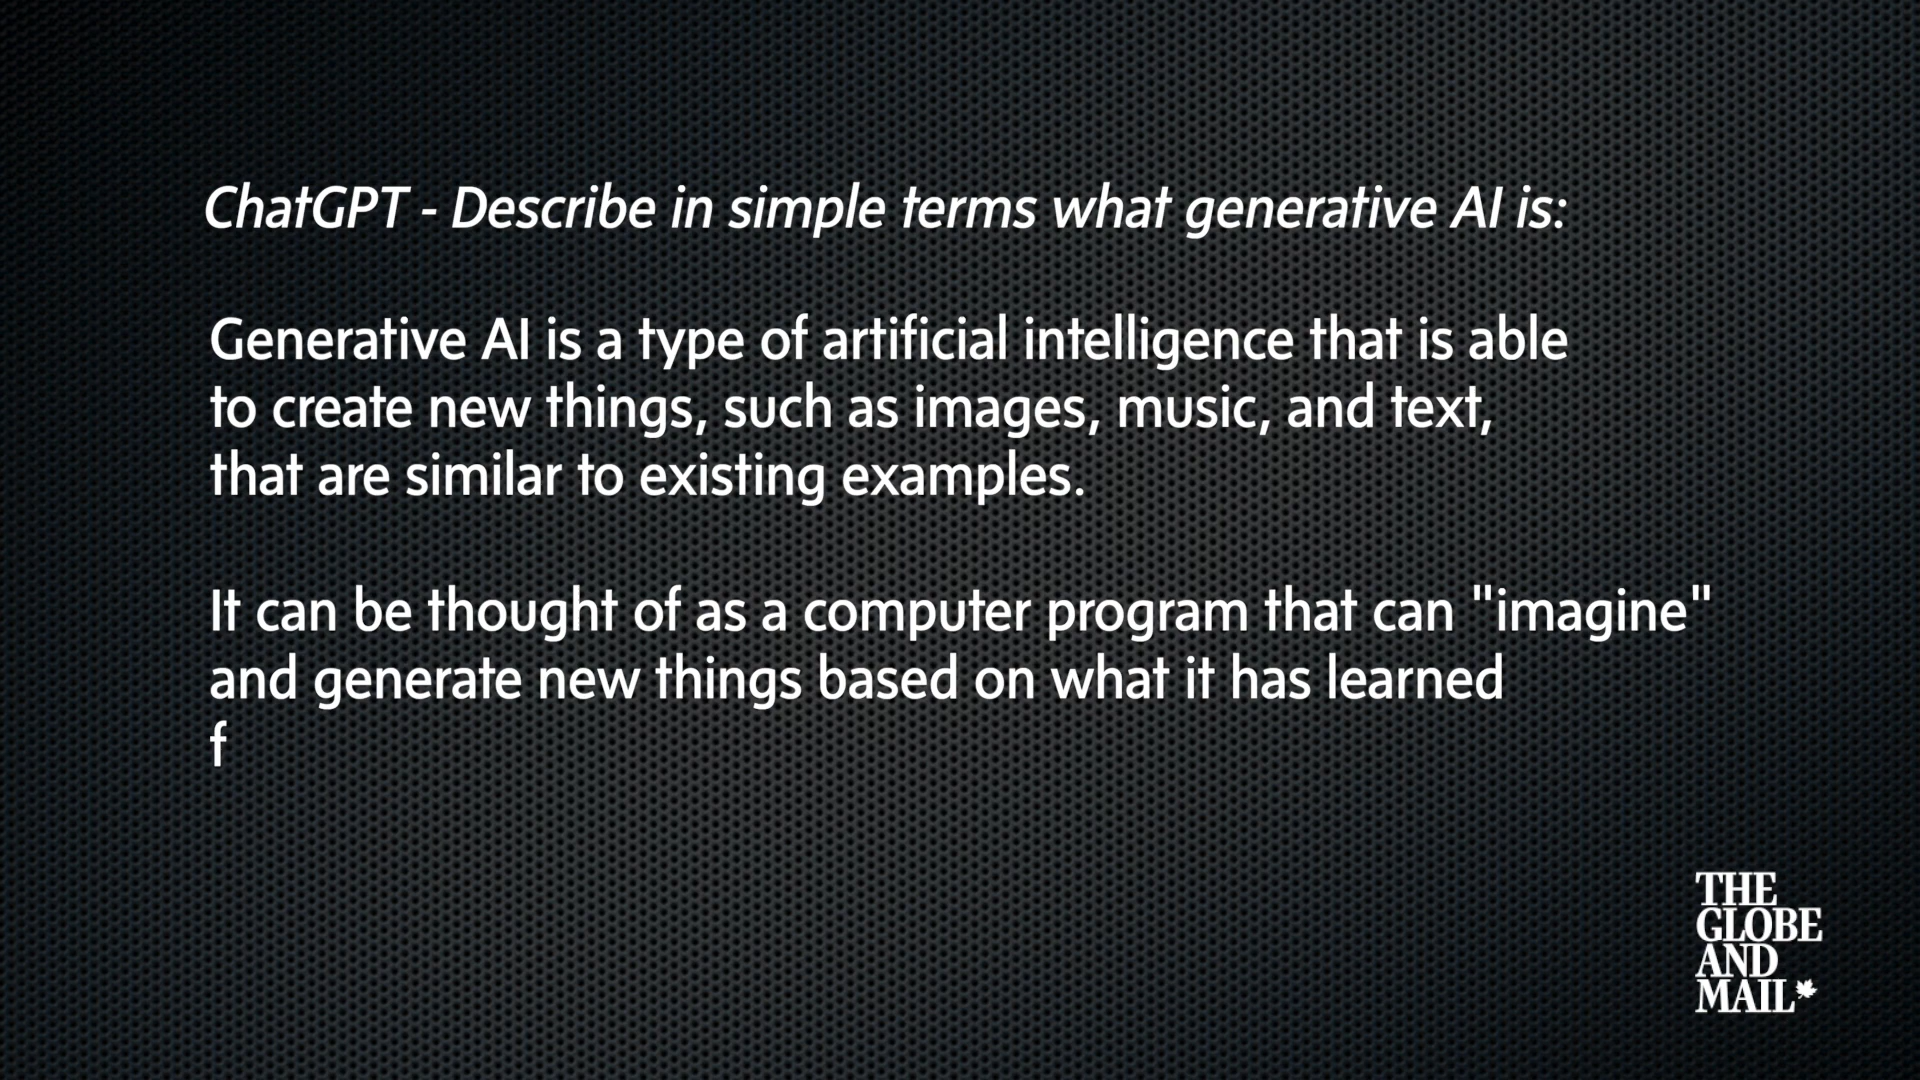 ChatGPT - Describe in simple terms what generative AI is:
Generative AI is a type of artificial intelligence that is able
to create new things, such as images, music, and text,
that are similar to existing examples.
It can be thought of as a computer program that can "imagine"
and generate new things based on what it has learned
f
THE
GLOBE
AND
MAIL